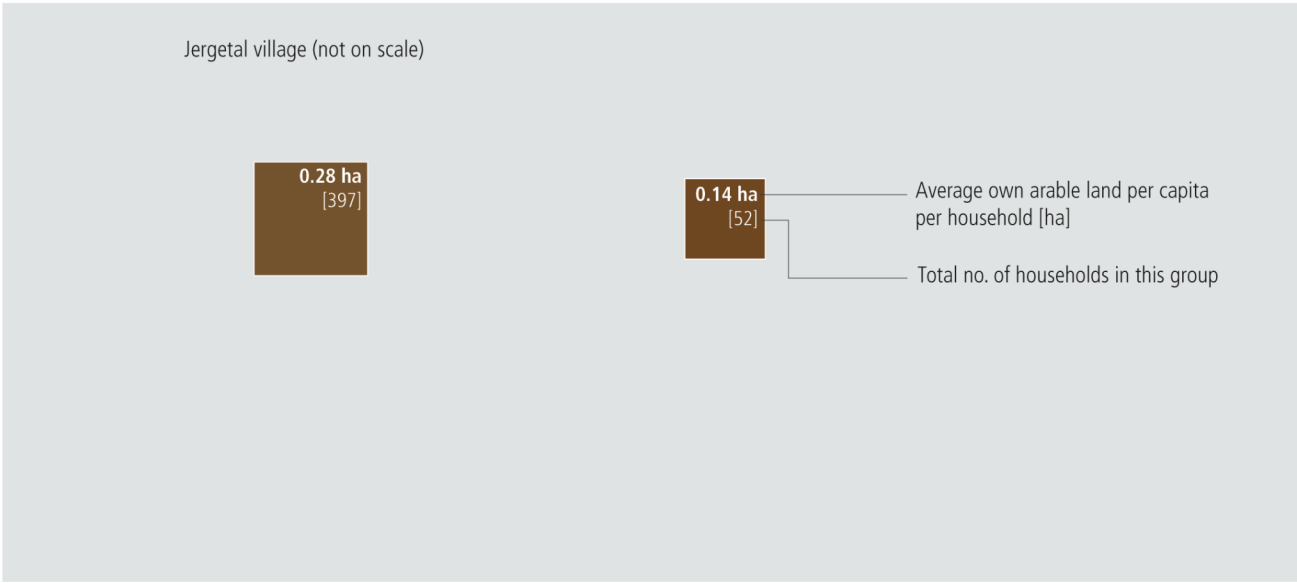 Jergetal village (not on scale)
0.28 ha
[397]
0.14 ha
[52]
Average own arable land per capita
per household [ha]
Total no. of households in this group